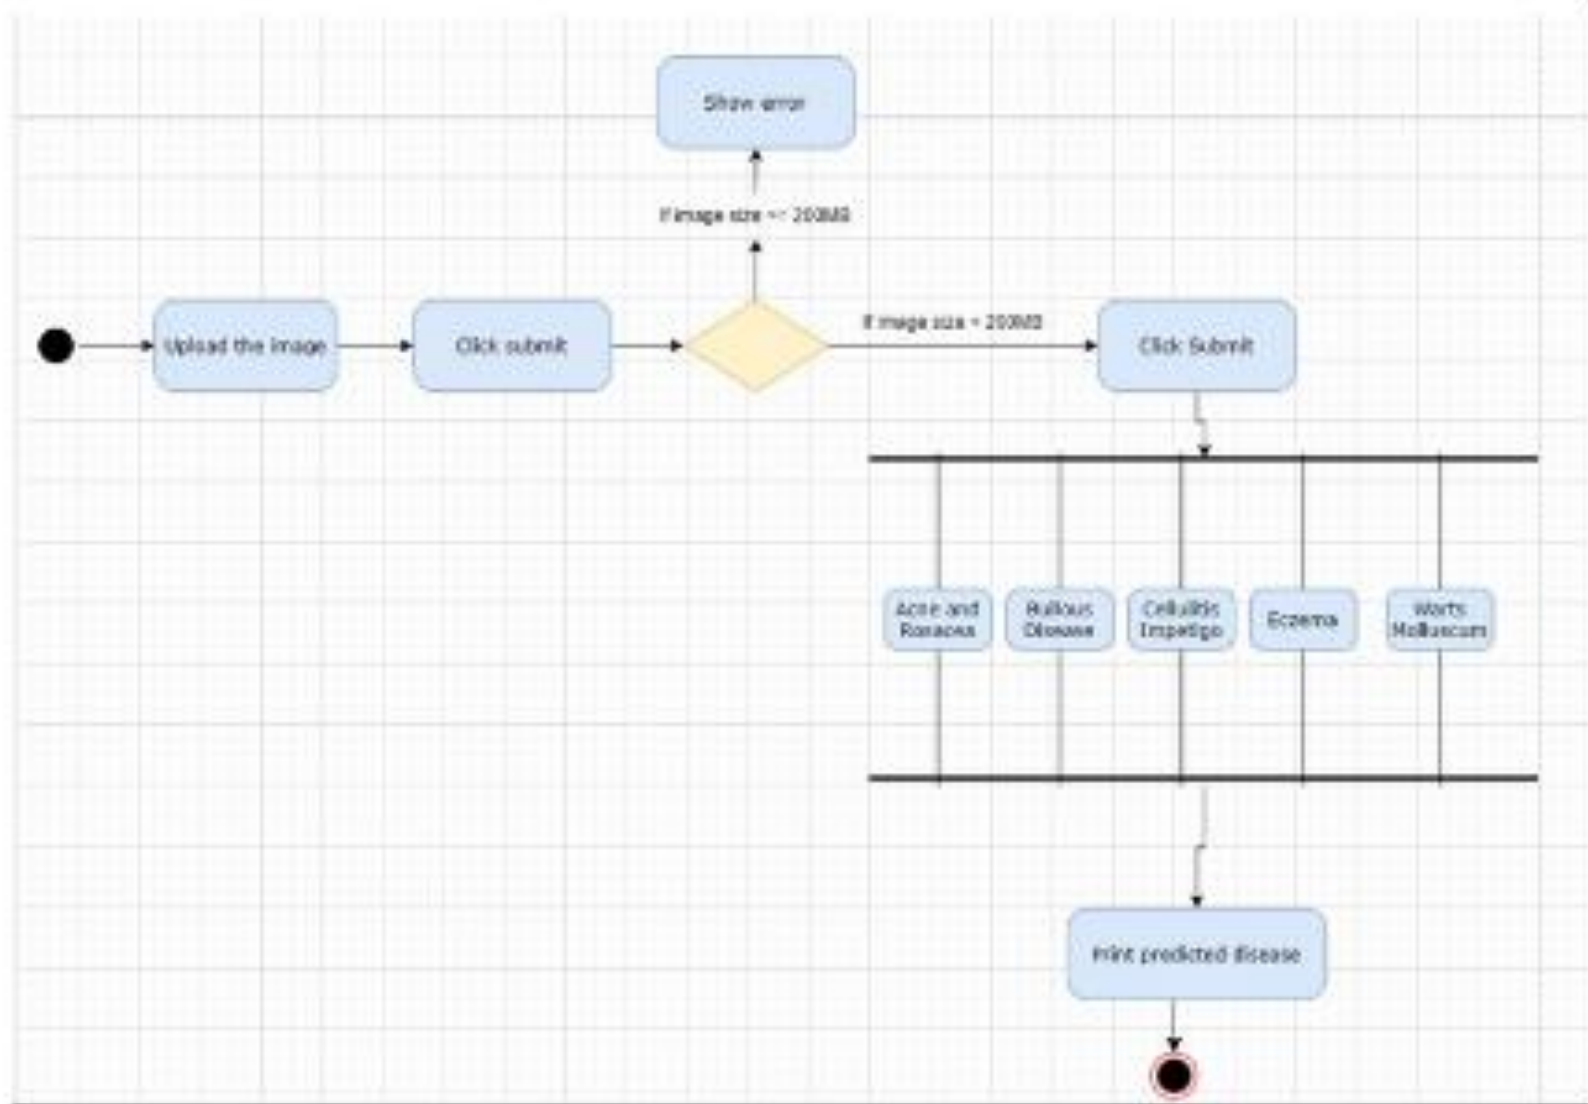 Show error
If image size 200MB
Upload the image
Click submit
If image size 200MB
Click Submit
Acne and
Rosacea
Bullous
Disease
Cellulitis
Impetigo
Eczema
Warts
Molluscum
Print predicted disease